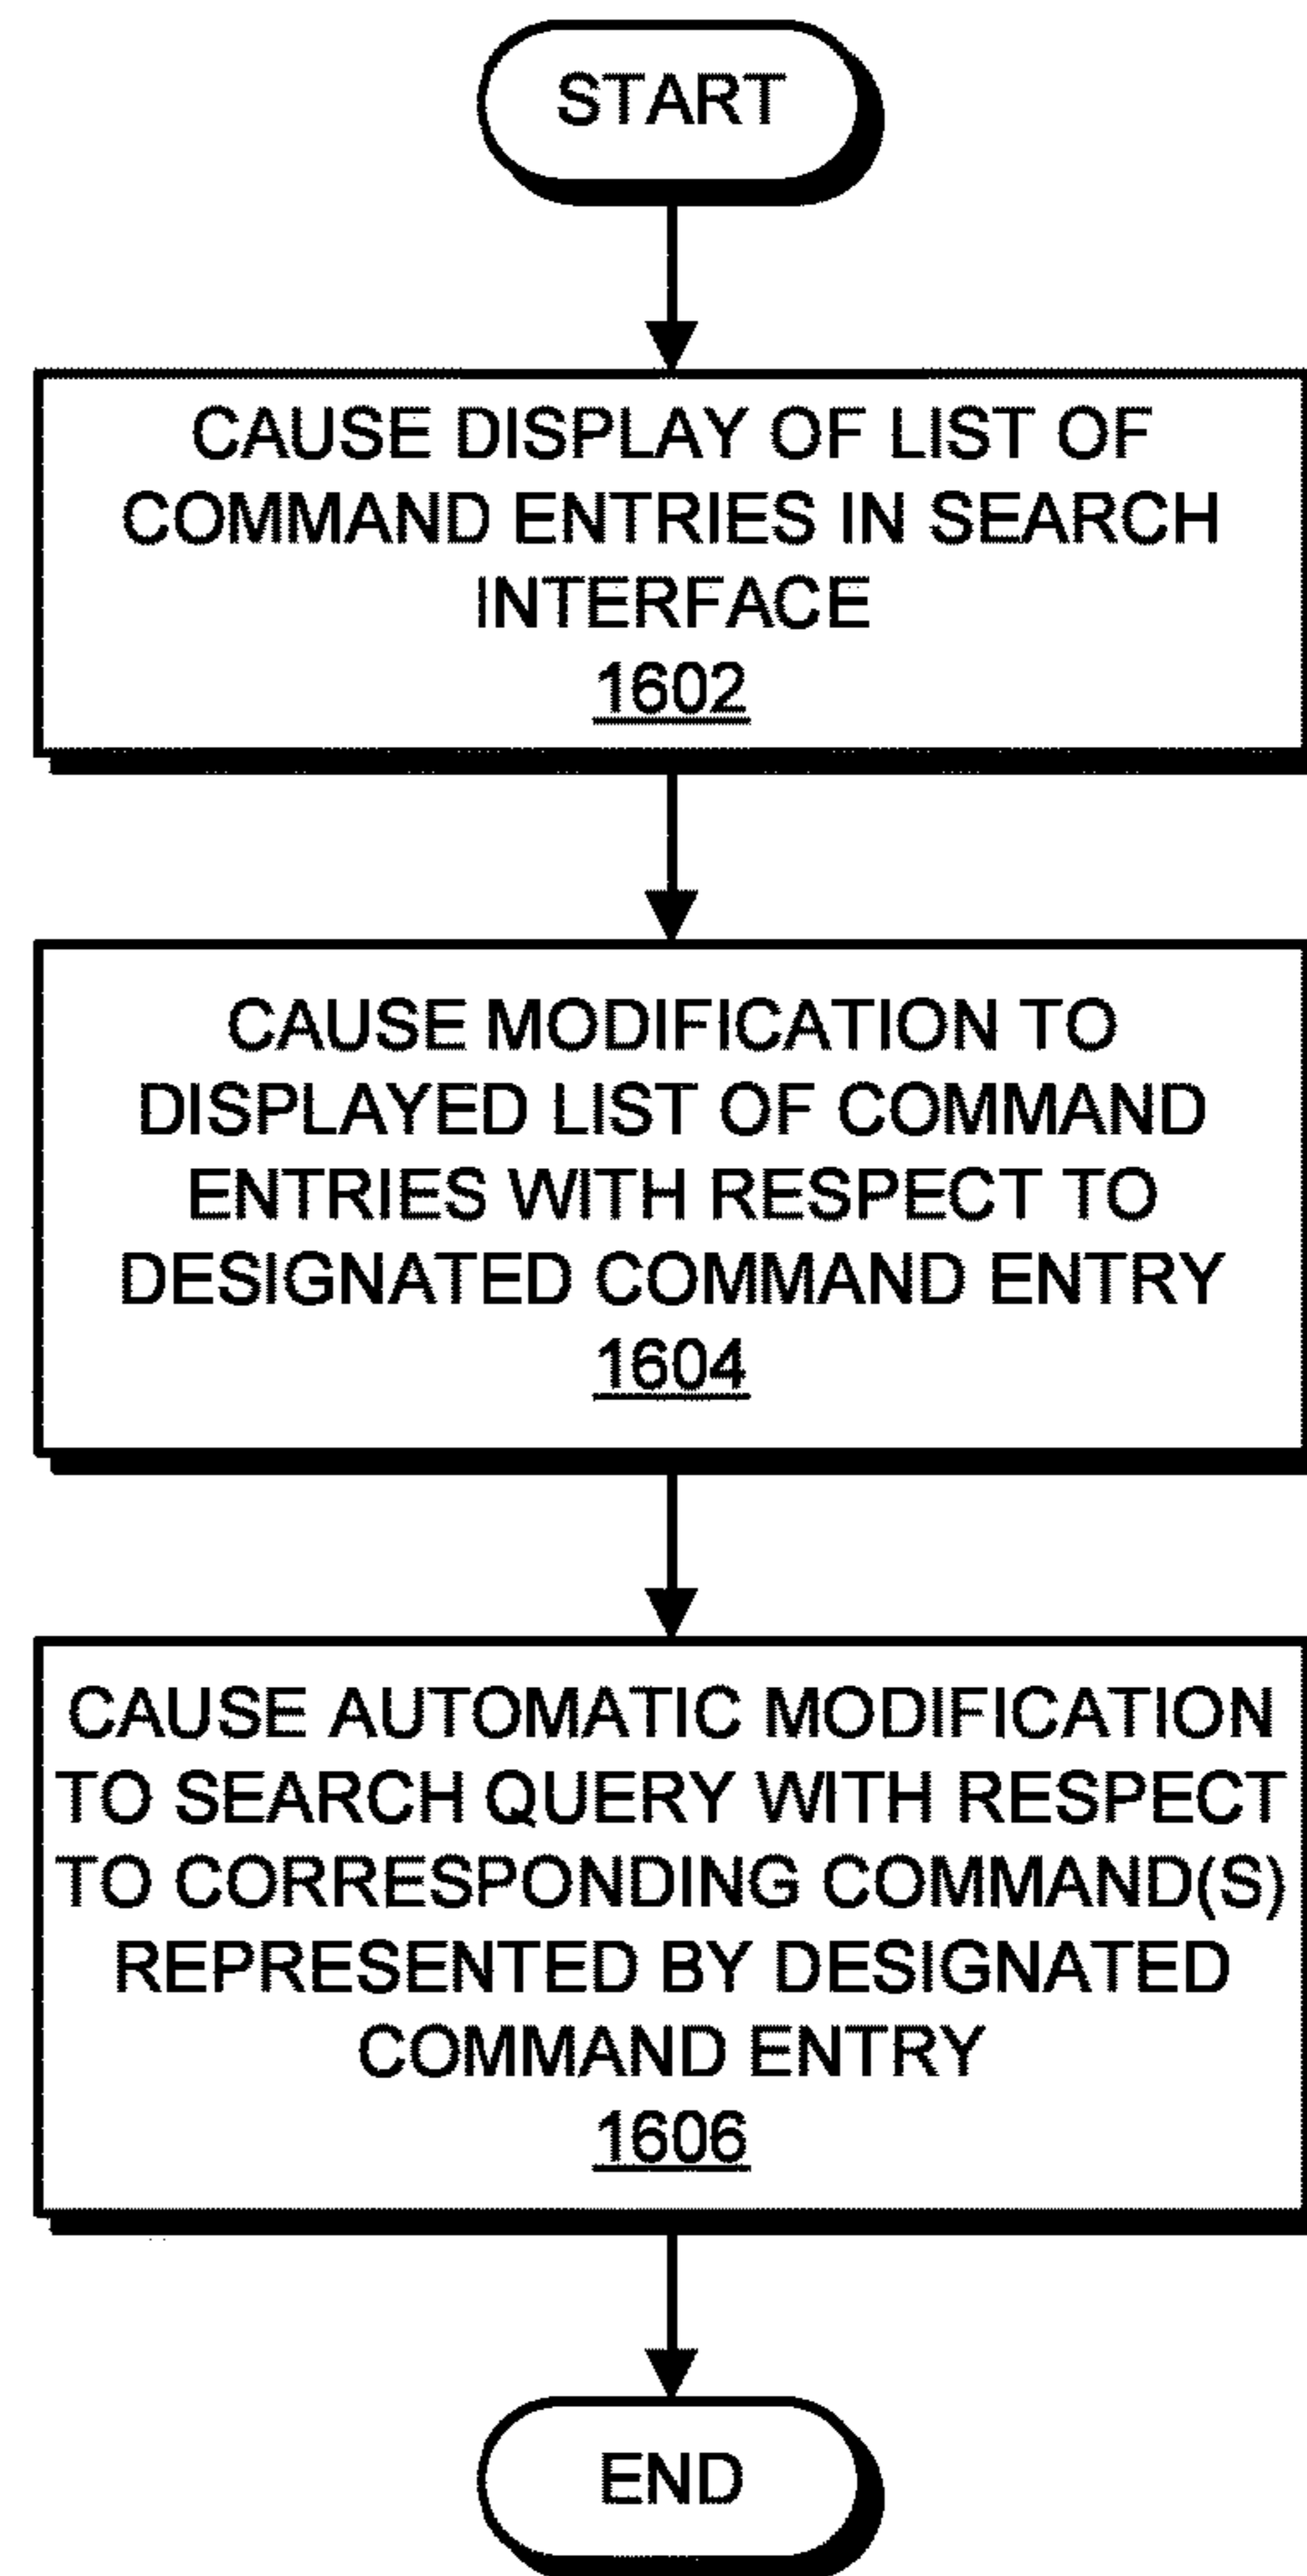 START
CAUSE DISPLAY OF LIST OF
COMMAND ENTRIES IN SEARCH
INTERFACE
1602
CAUSE MODIFICATION TO
DISPLAYED LIST OF COMMAND
ENTRIES WITH RESPECT TO
DESIGNATED COMMAND ENTRY
1604
CAUSE AUTOMATIC MODIFICATION
TO SEARCH QUERY WITH RESPECT
TO CORRESPONDING COMMAND(S)
REPRESENTED BY DESIGNATED
COMMAND ENTRY
1606
END